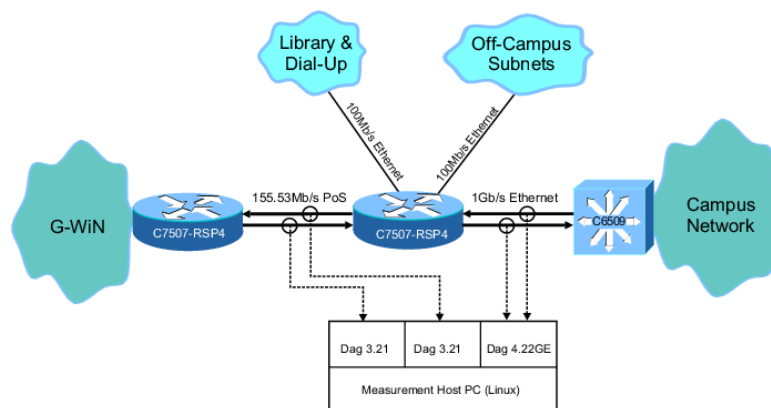 Library &
Dial-Up
Off-Campus
Subnets
100Mb/s Ethernet
100Mb/s Ethernet
G-WiN
155.53Mb/s PoS
1Gb/s Ethernet
C7507-RSP4
C7507-RSP4
C6509
Campus
Network
Dag 3.21
Dag 3.21
Dag 4.22GE
Measurement Host PC (Linux)